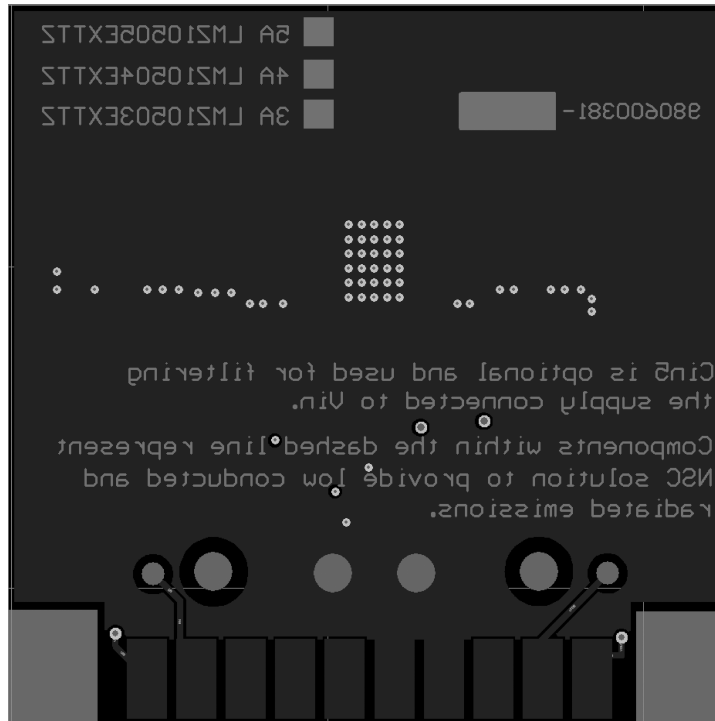 5A LMZ10505EXTTZ
4A LMZ10504EXTTZ
3A LMZ10503EXTTZ
980600381-
Cin5 is optional and used for filtering
the supply connected to Vin.
Components within the dashed line represent
NSC solution to provide low conducted and
radiated emissions.